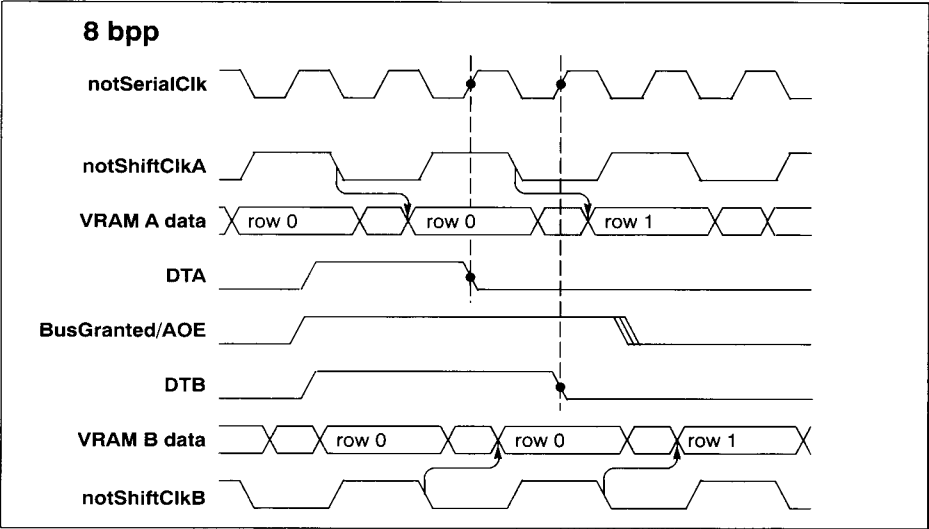 8 bpp
notSerialClk
notShiftClkA
VRAM A data row 0 row 0 row 1
DTA
BusGranted/AOE
DTB
VRAM B data row 0 row 0 row 1
notShiftClkB